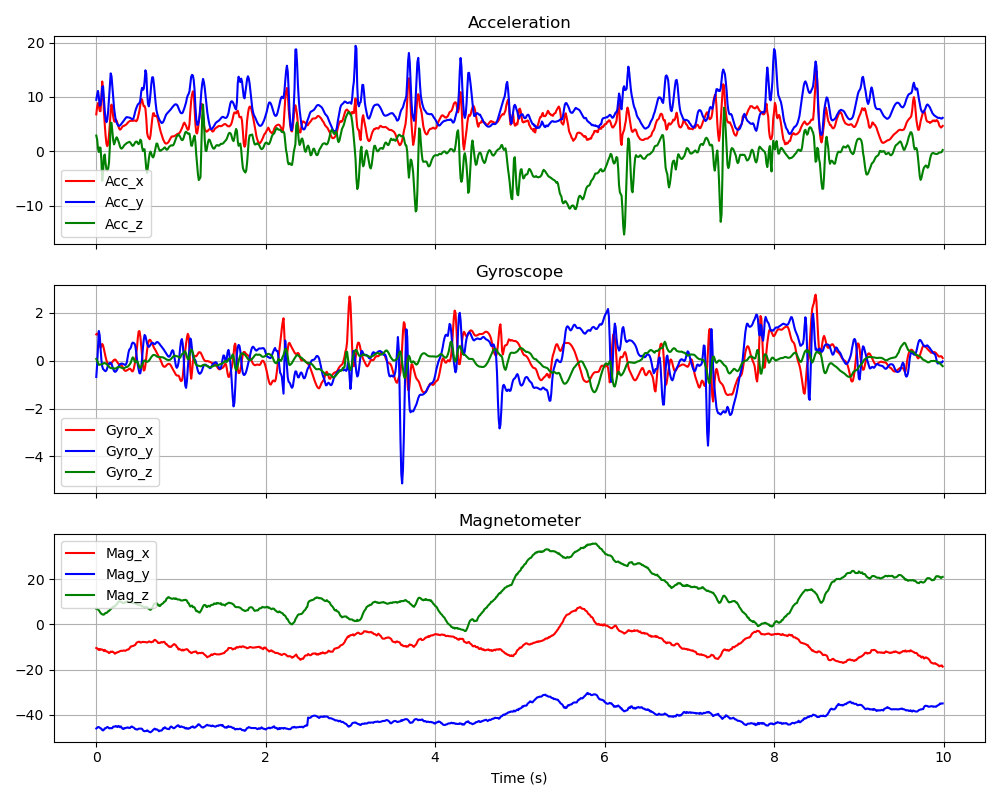 Acceleration
20
10
0
−10
Acc_x
Acc_y
Acc_z
Gyroscope
2
0
−2
−4
Gyro_x
Gyro_y
Gyro_z
Magnetometer
20
0
−20
−40
Mag_x
Mag_y
Mag_z
0 2 4 6 8 10
Time (s)